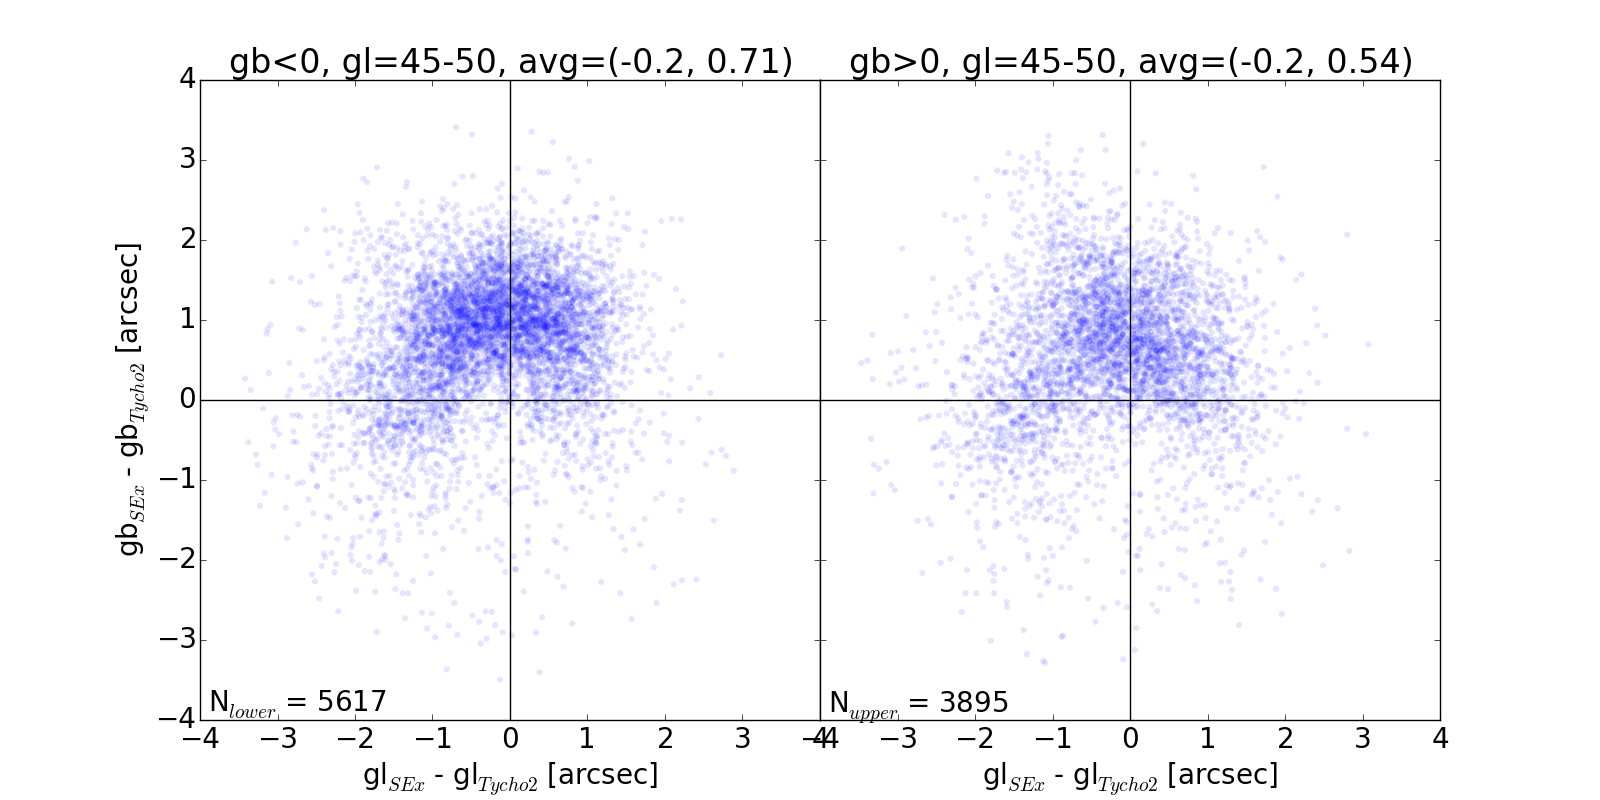 gb<0, gl=45-50, avg=(-0.2, 0.71)
gb>0, gl=45-50, avg=(-0.2, 0.54)
4
3
2
1
0
−1
−2
−3
−4
gb_SEx - gb_Tycho2 [arcsec]
N_lower = 5617
N_upper = 3895
−4 −3 −2 −1 0 1 2 3 4
−4 −3 −2 −1 0 1 2 3 4
gl_SEx - gl_Tycho2 [arcsec]
gl_SEx - gl_Tycho2 [arcsec]